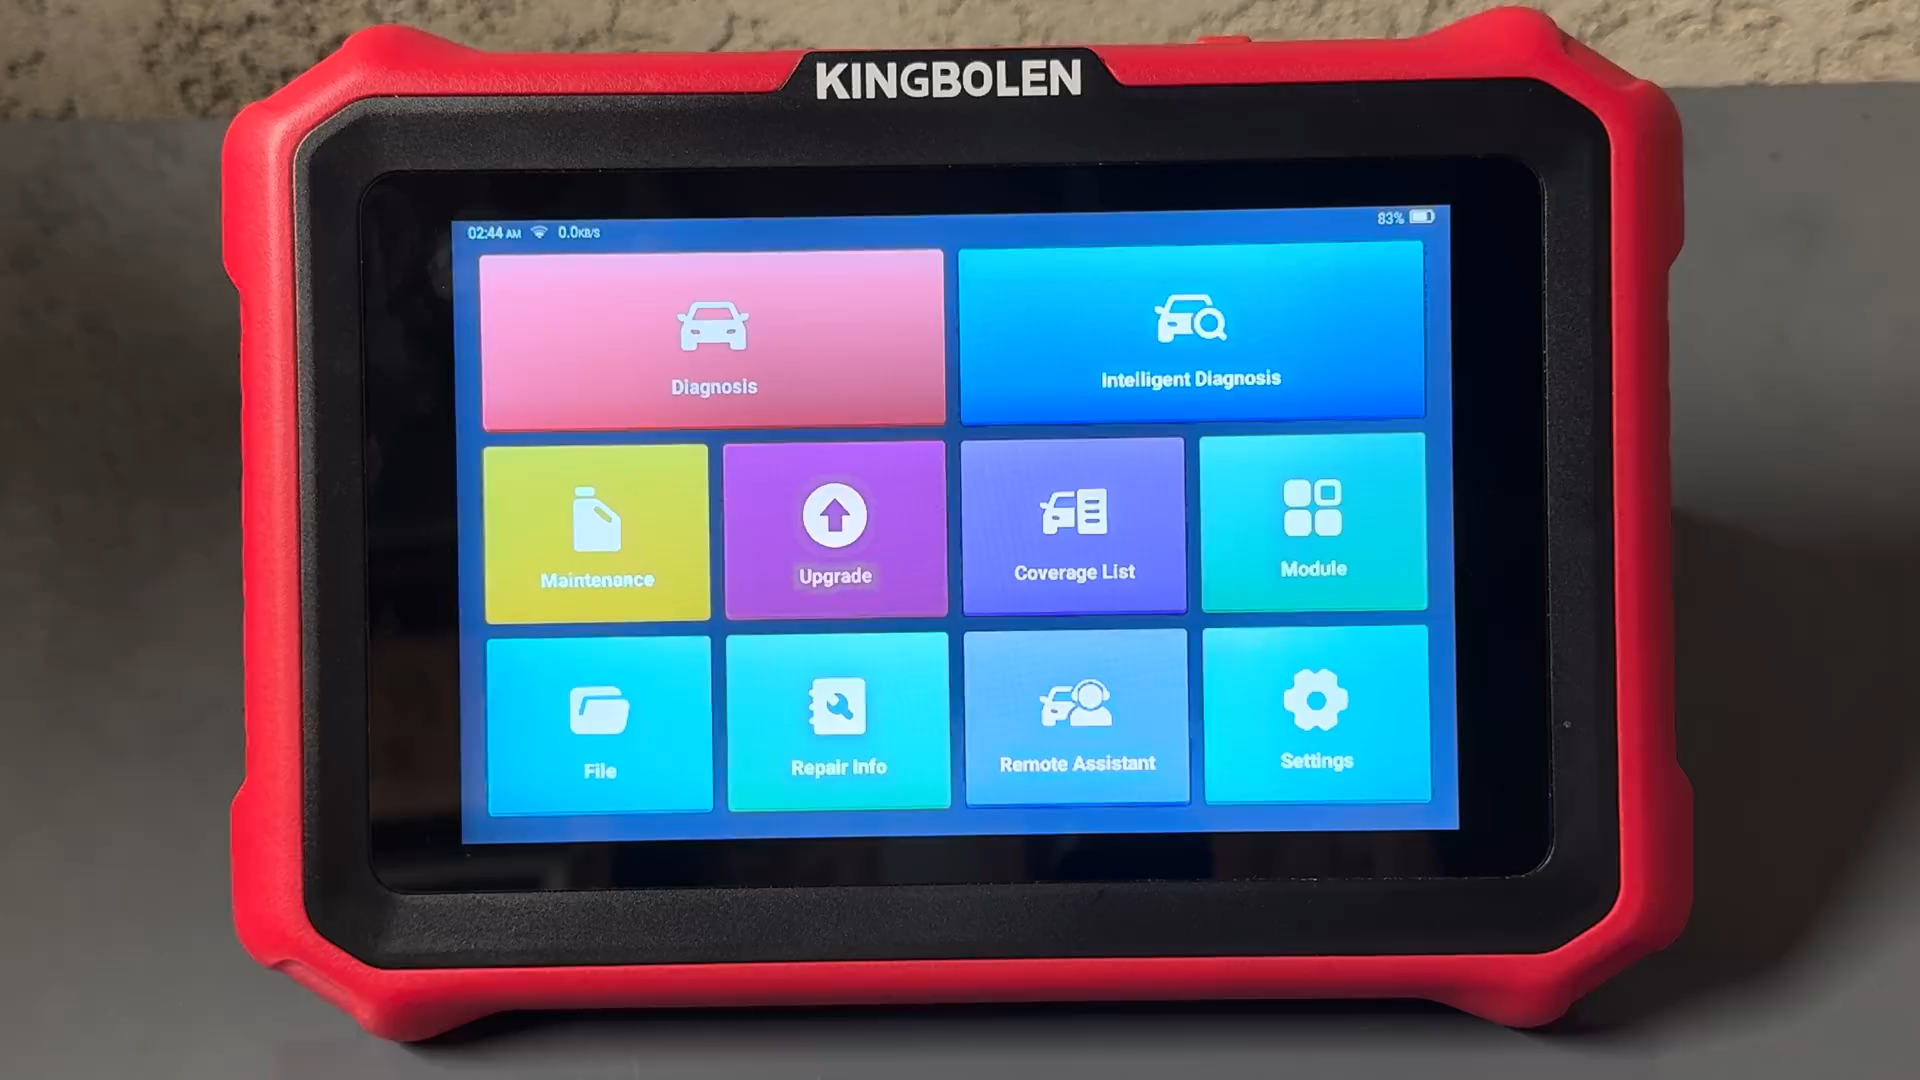 KINGBOLEN
02:44 AM 0.0KB/S 83%
Diagnosis
Intelligent Diagnosis
Maintenance
Upgrade
Coverage List
Module
File
Repair Info
Remote Assistant
Settings